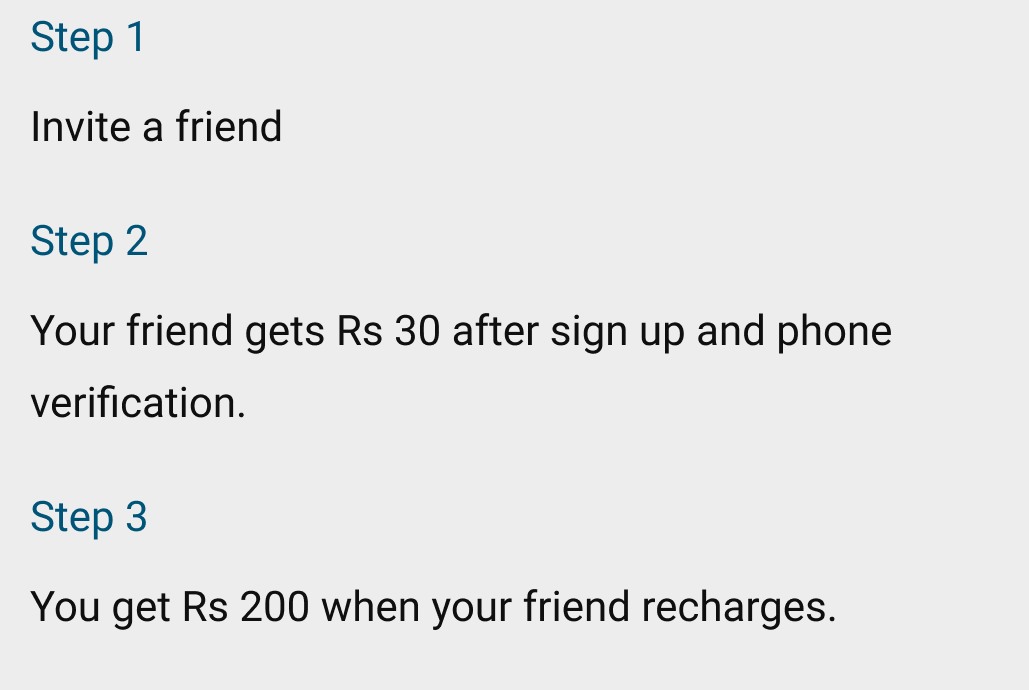 Step 1
Invite a friend
Step 2
Your friend gets Rs 30 after sign up and phone
verification.
Step 3
You get Rs 200 when your friend recharges.